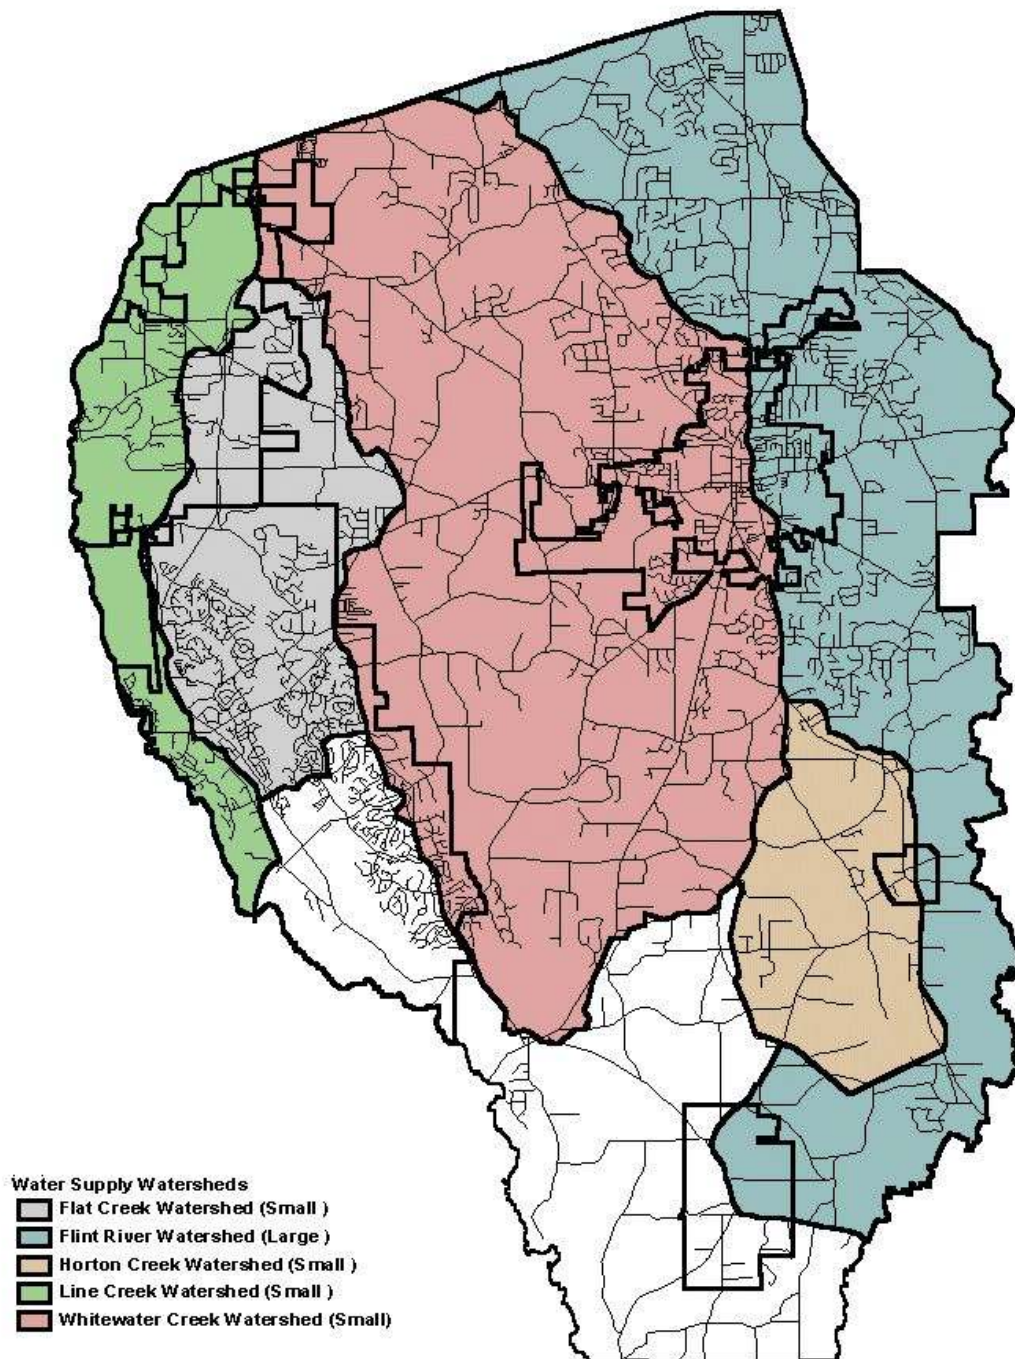 Water Supply Watersheds
Flat Creek Watershed (Small )
Flint River Watershed (Large )
Horton Creek Watershed (Small )
Line Creek Watershed (Small )
Whitewater Creek Watershed (Small)